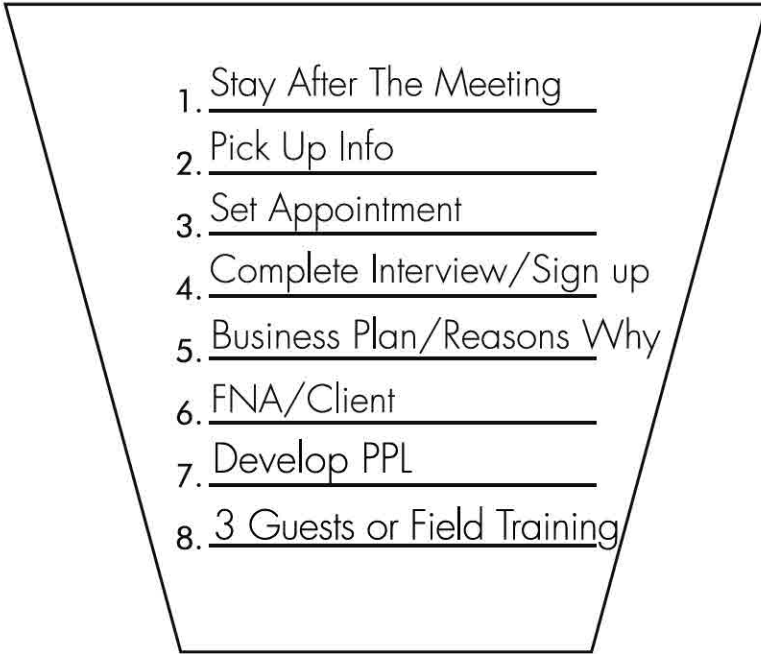 1. Stay After The Meeting
2. Pick Up Info
3. Set Appointment
4. Complete Interview/Sign up
5. Business Plan/Reasons Why
6. FNA/Client
7. Develop PPL
8. 3 Guests or Field Training